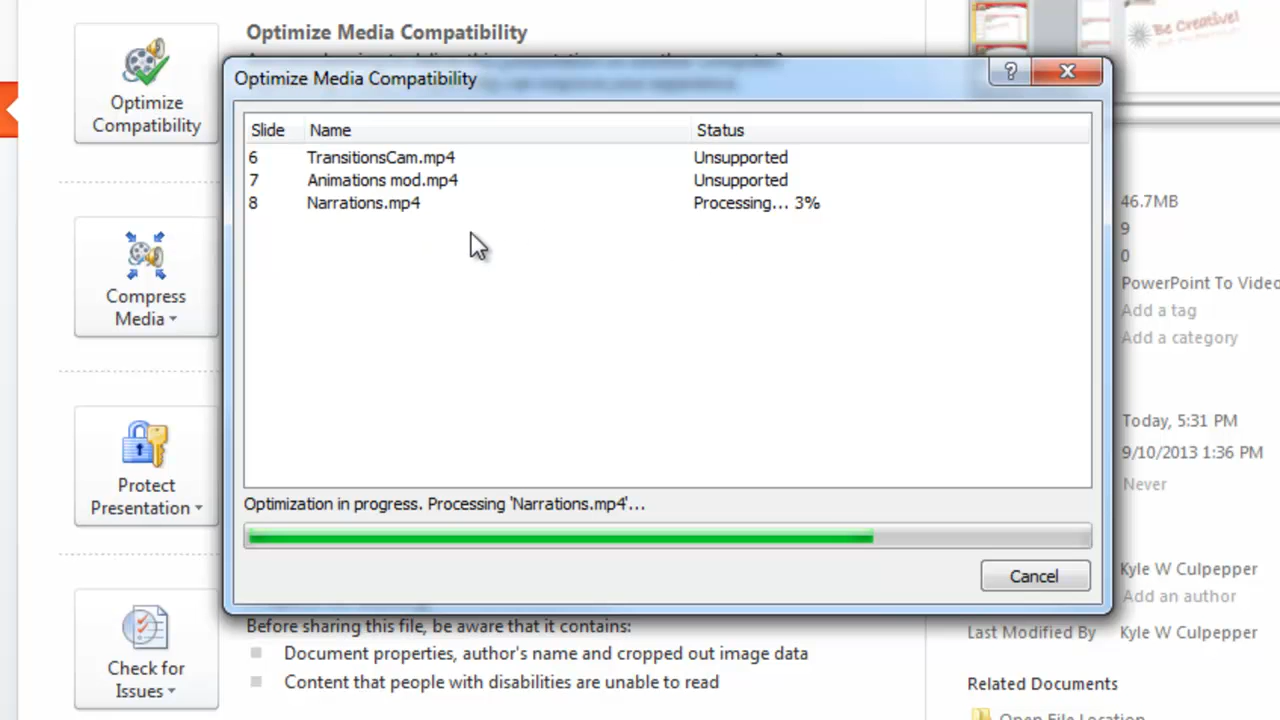 Optimize Media Compatibility
Optimize
Compatibility
Compress
Media
Protect
Presentation
Check for
Issues
Optimize Media Compatibility
Slide Name Status
6 TransitionsCam.mp4 Unsupported
7 Animations mod.mp4 Unsupported
8 Narrations.mp4 Processing... 3%
Optimization in progress. Processing 'Narrations.mp4'...
Cancel
Before sharing this file, be aware that it contains:
Document properties, author's name and cropped out image data
Content that people with disabilities are unable to read
Be Creative!
46.7MB
9
0
PowerPoint To Video
Add a tag
Add a category
Today, 5:31 PM
9/10/2013 1:36 PM
Never
Kyle W Culpepper
Add an author
Last Modified By Kyle W Culpepper
Related Documents
Open File Location